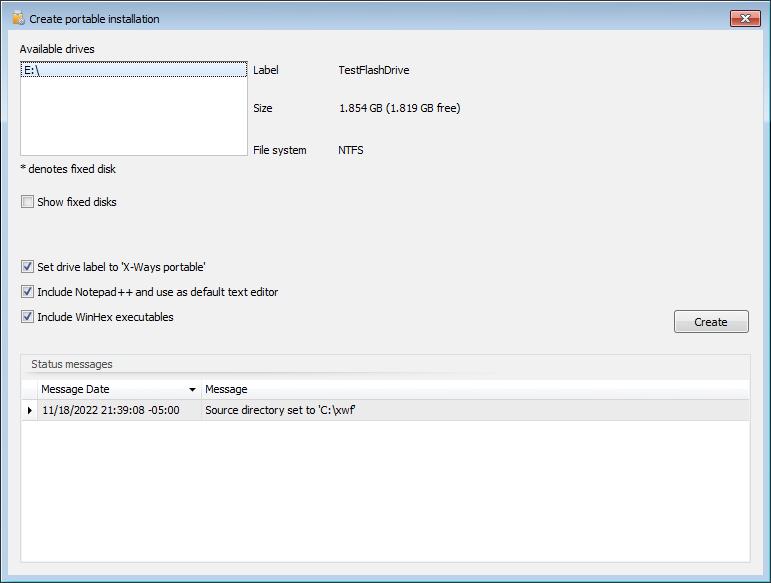 Create portable installation
Available drives
E:\
Label TestFlashDrive
Size 1.854 GB (1.819 GB free)
File system NTFS
* denotes fixed disk
Show fixed disks
Set drive label to 'X-Ways portable'
Include Notepad++ and use as default text editor
Include WinHex executables
Create
Status messages
Message Date Message
11/18/2022 21:39:08 -05:00 Source directory set to 'C:\xwf'